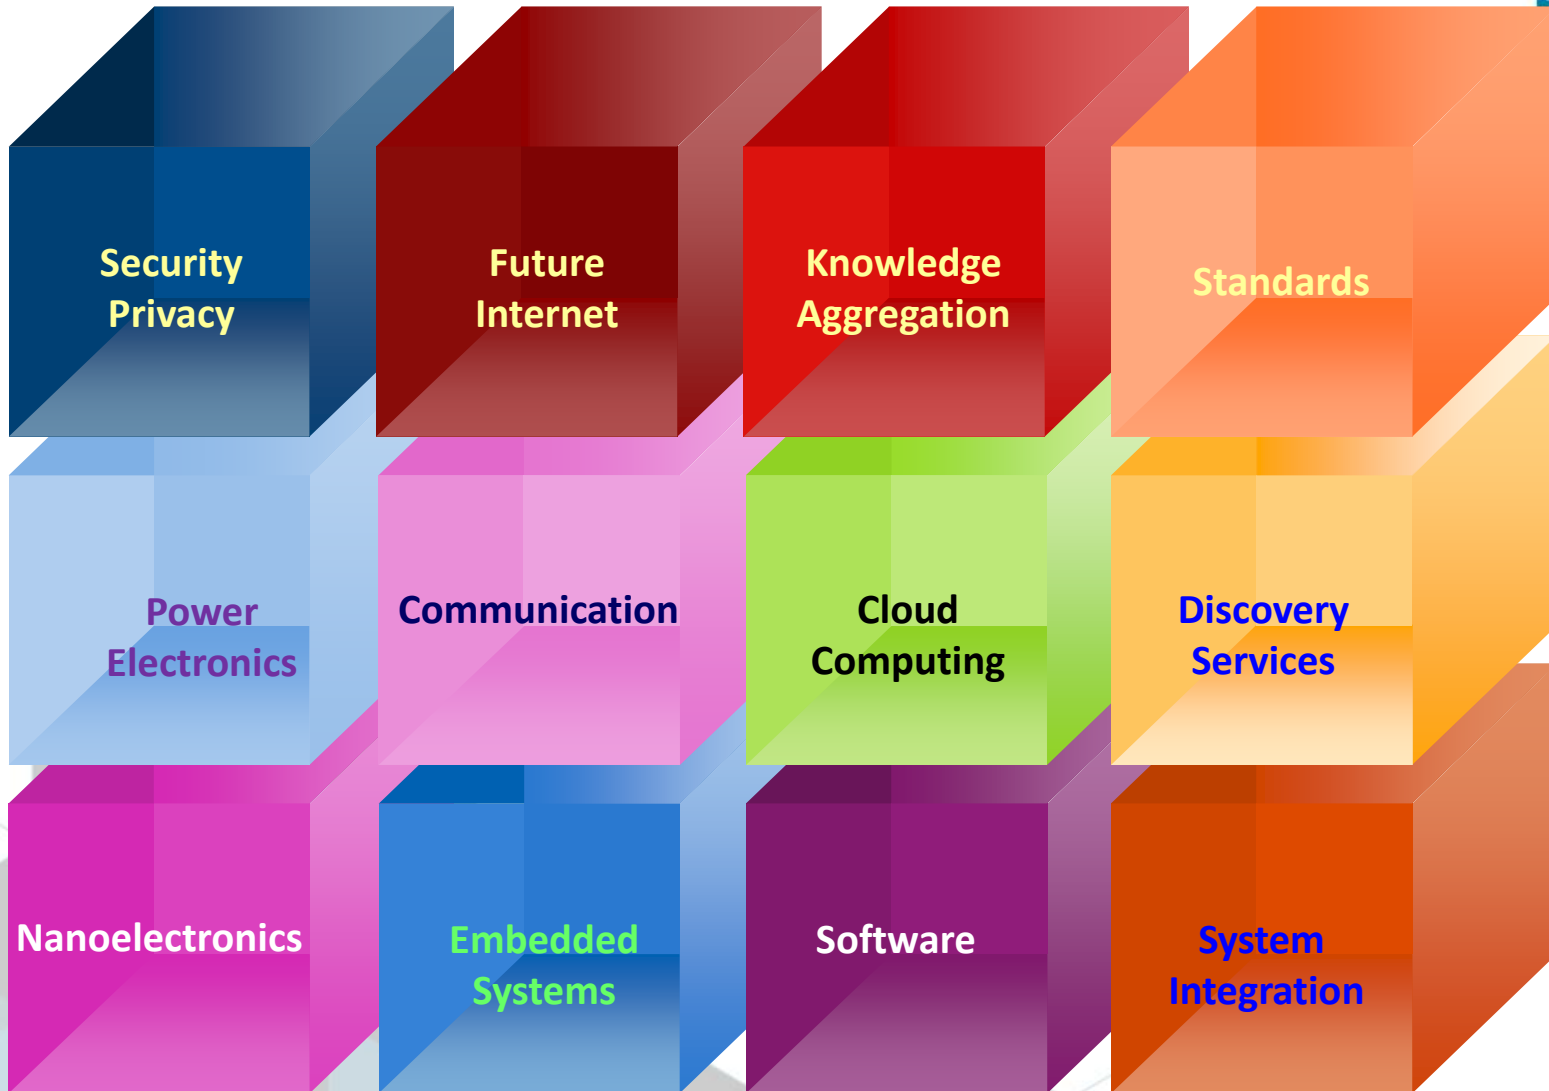 Security
Privacy
Future
Internet
Knowledge
Aggregation
Standards
Power
Electronics
Communication
Cloud
Computing
Discovery
Services
Nanoelectronics
Embedded
Systems
Software
System
Integration